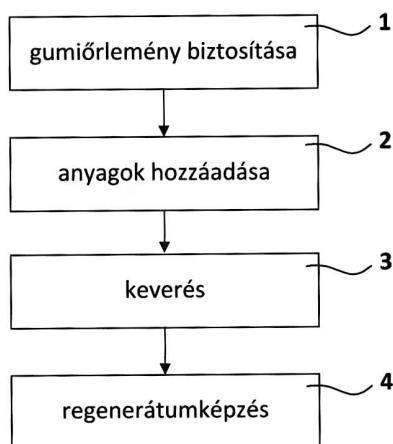 1
gumiőrlemény biztosítása
2
anyagok hozzáadása
3
keverés
4
regenerátumképzés